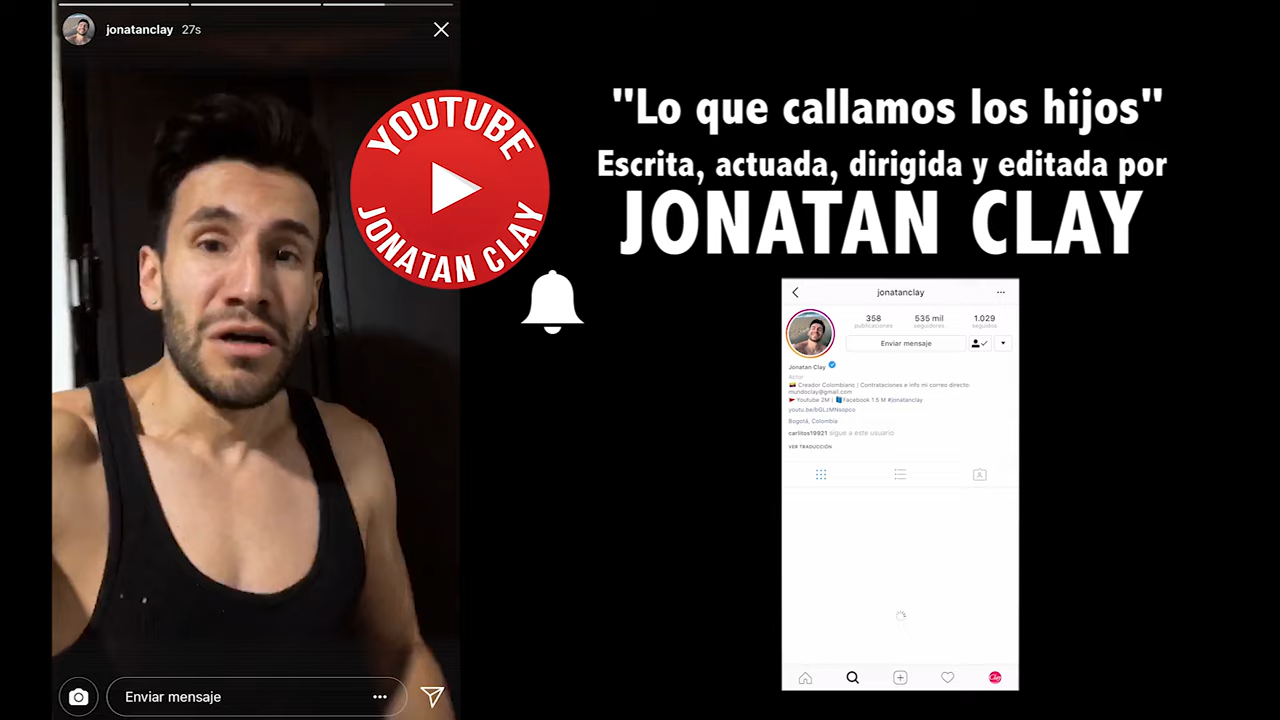 jonatanclay 27s
YOUTUBE
JONATAN CLAY
Enviar mensaje
"Lo que callamos los hijos"
Escrita, actuada, dirigida y editada por
JONATAN CLAY
jonatanclay
358 535 mil 1.029
publicaciones seguidores seguidos
Enviar mensaje
Jonatan Clay
Actor
Creador Colombiano | Contrataciones e info mi correo directo:
mundoclay@gmail.com
Youtube 2M | Facebook 1.5 M #jonatanclay
Bogotá, Colombia
carlitos19921 sigue a este usuario
VER TRADUCCIÓN
Clay